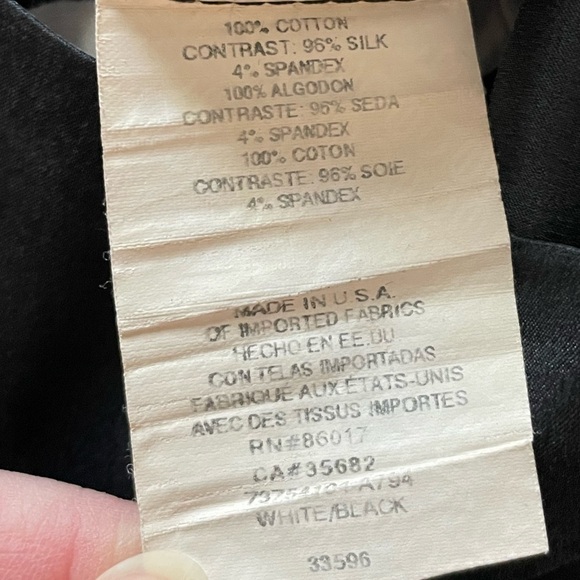 100% COTTON
CONTRAST: 96% SILK
4% SPANDEX
100% ALGODON
CONTRASTE: 96% SEDA
4% SPANDEX
100% COTON
CONTRASTE: 96% SOIE
4% SPANDEX
MADE IN U.S.A.
OF IMPORTED FABRICS
HECHO EN EE.UU
CON TELAS IMPORTADAS
FABRIQUE AUX ÉTATS-UNIS
AVEC DES TISSUS IMPORTES
RN#86017
CA#35682
WHITE/BLACK
33596